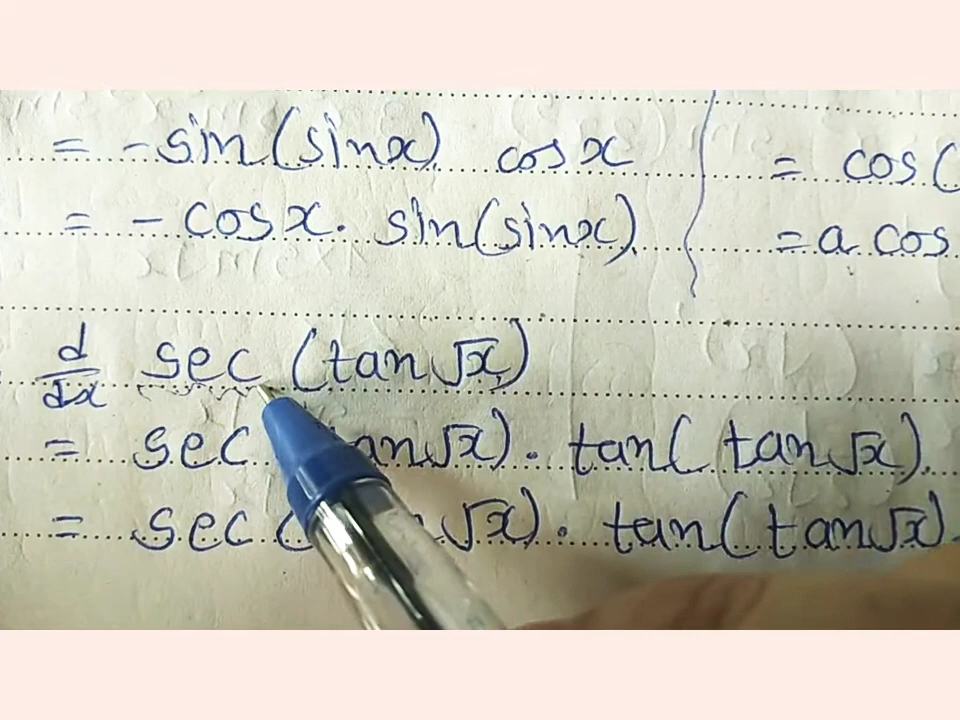 = -sin(sinx) cosx
= - cosx. sin(sinx)
= cos(
= a cos
d/dx sec (tan√x)
= sec (tan√x) . tan( tan√x).
= sec ( √x) . tan( tan√x).